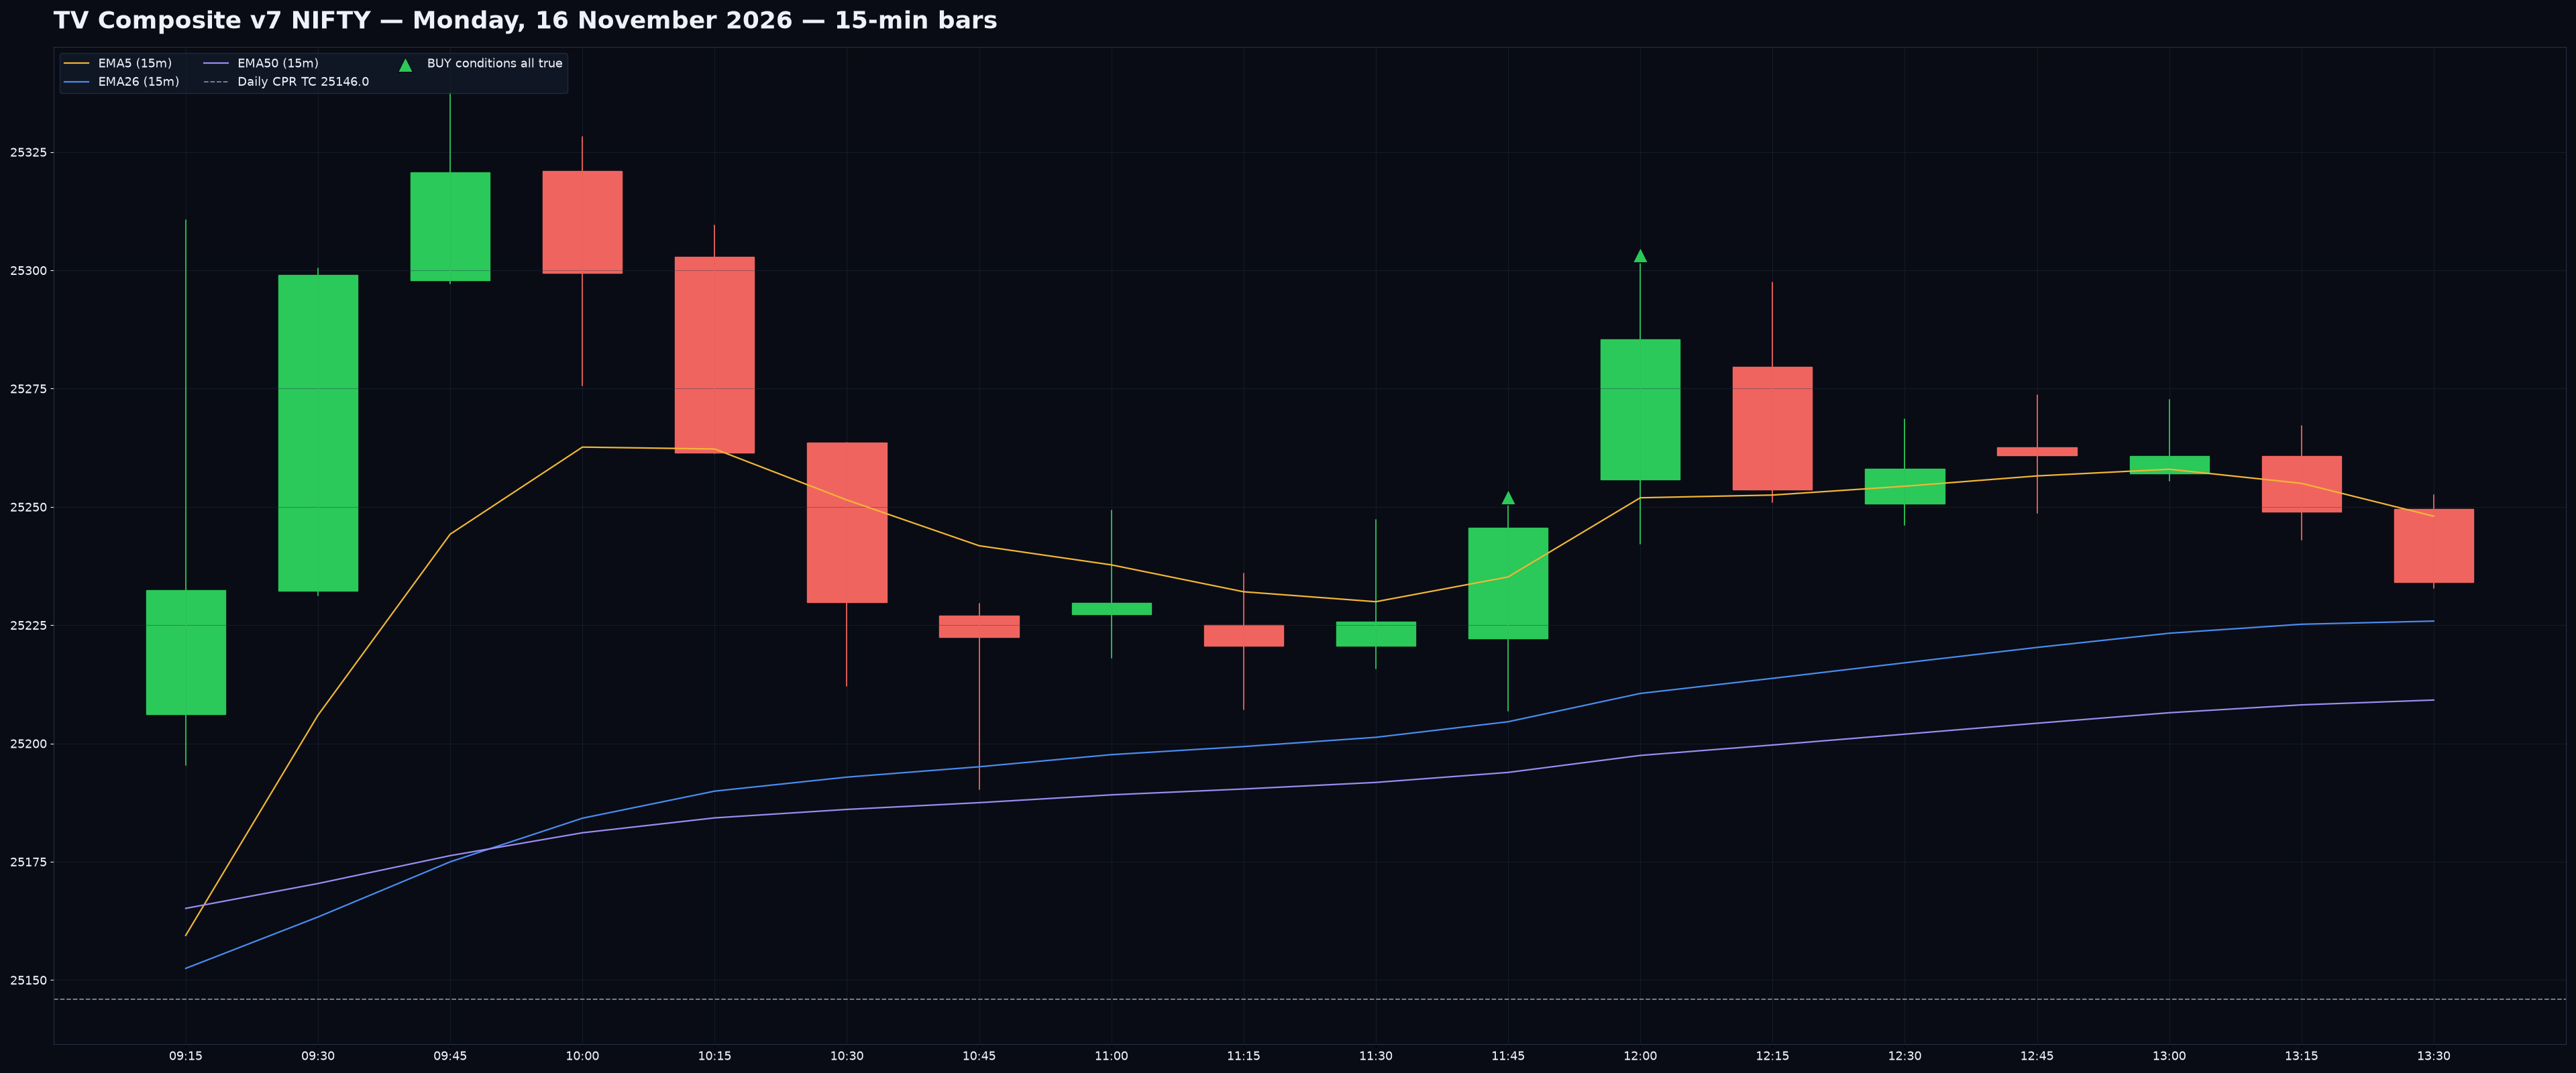 TV Composite v7 NIFTY — Monday, 16 November 2026 — 15-min bars
EMA5 (15m)
EMA26 (15m)
EMA50 (15m)
Daily CPR TC 25146.0
BUY conditions all true
25325
25300
25275
25250
25225
25200
25175
25150
09:15 09:30 09:45 10:00 10:15 10:30 10:45 11:00 11:15 11:30 11:45 12:00 12:15 12:30 12:45 13:00 13:15 13:30